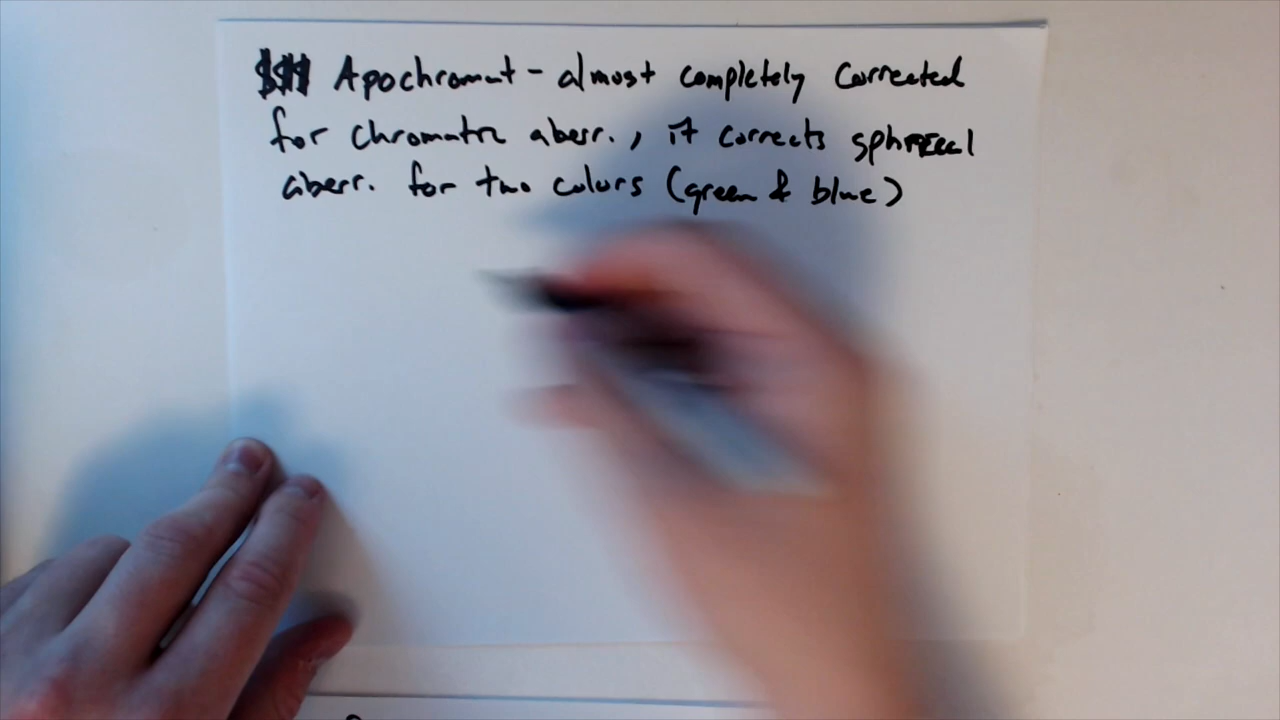 $$$ Apochromat - almost completely corrected
for chromatic aberr., it corrects spherical
aberr. for two colors (green & blue)